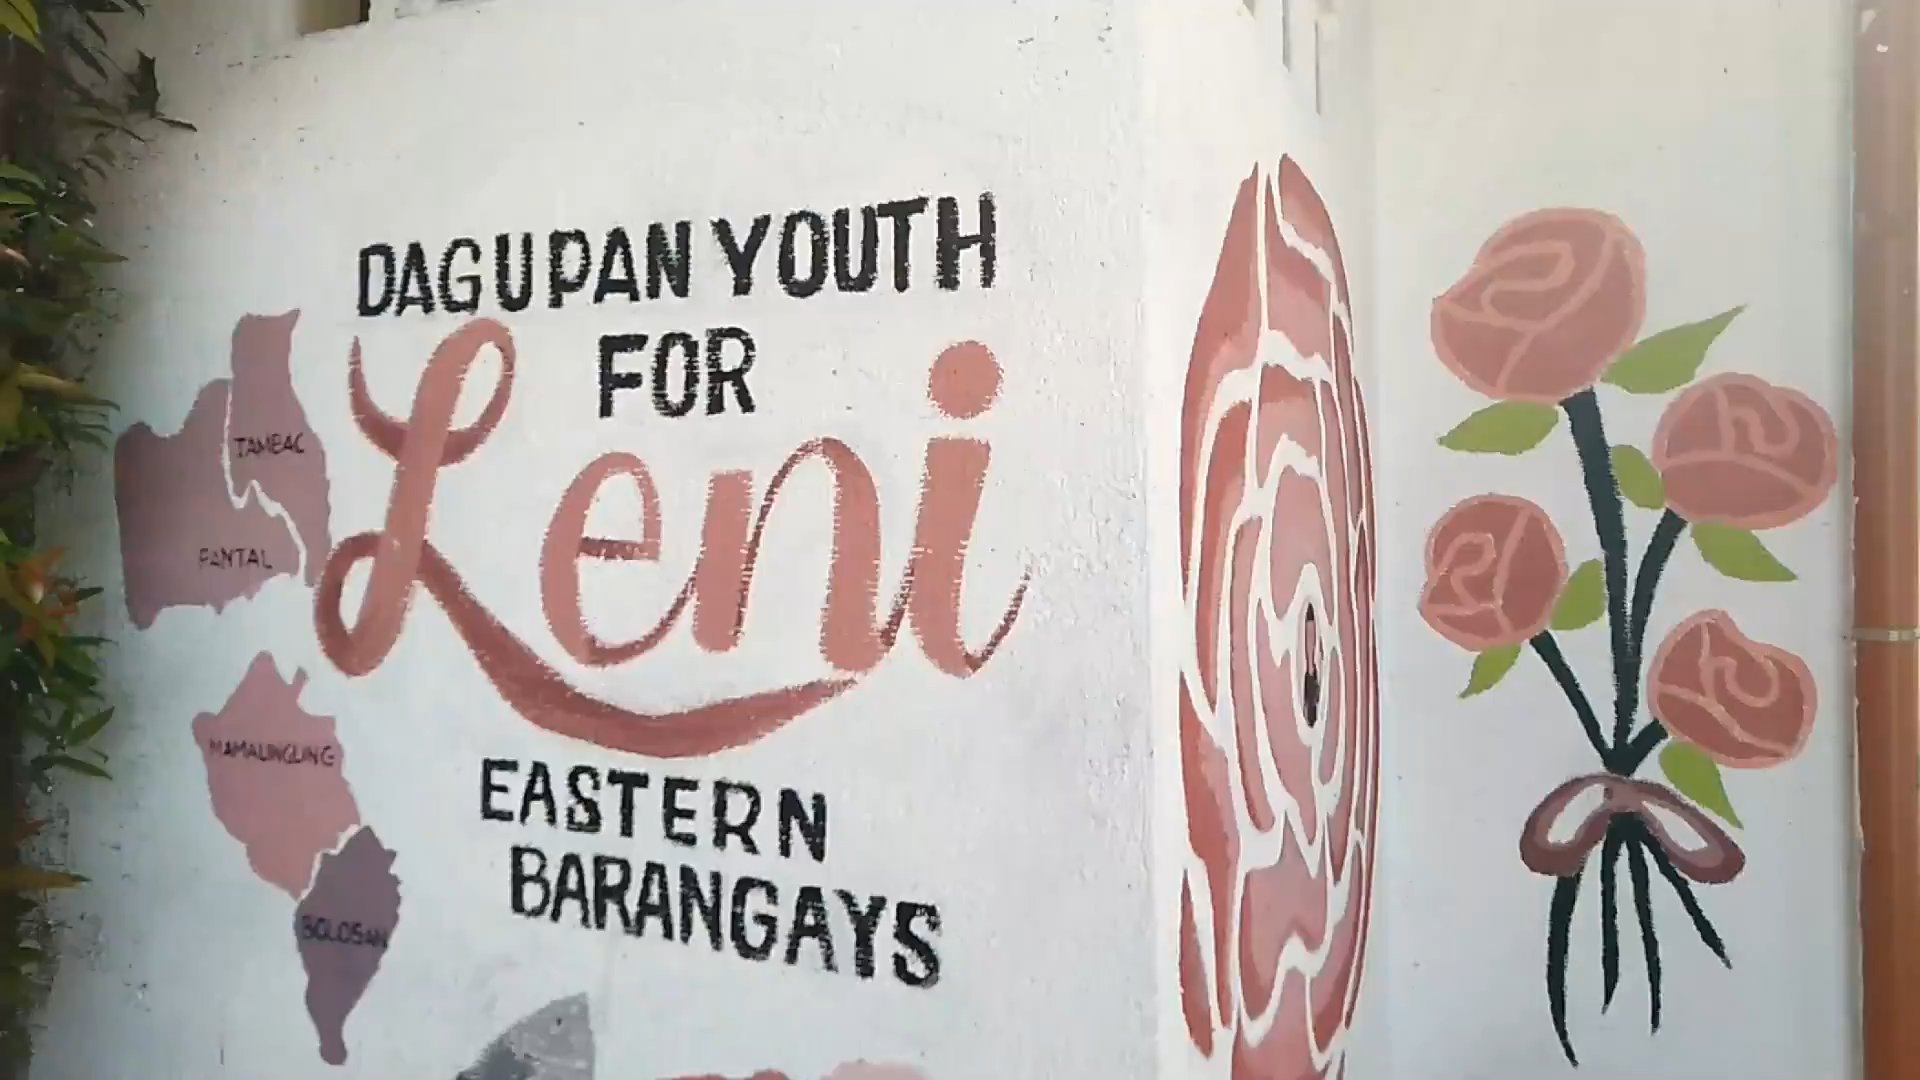 DAGUPAN YOUTH
FOR
Leni
EASTERN
BARANGAYS
TAMBAC
PANTAL
MAMALINGLING
BOLOSAN